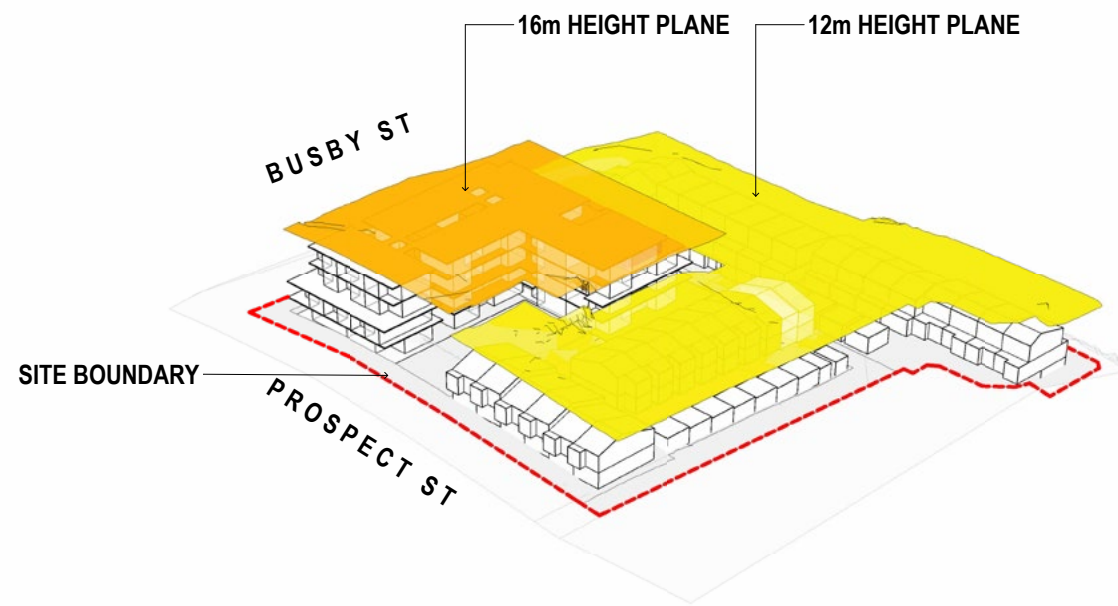 16m HEIGHT PLANE
12m HEIGHT PLANE
BUSBY ST
SITE BOUNDARY
PROSPECT ST